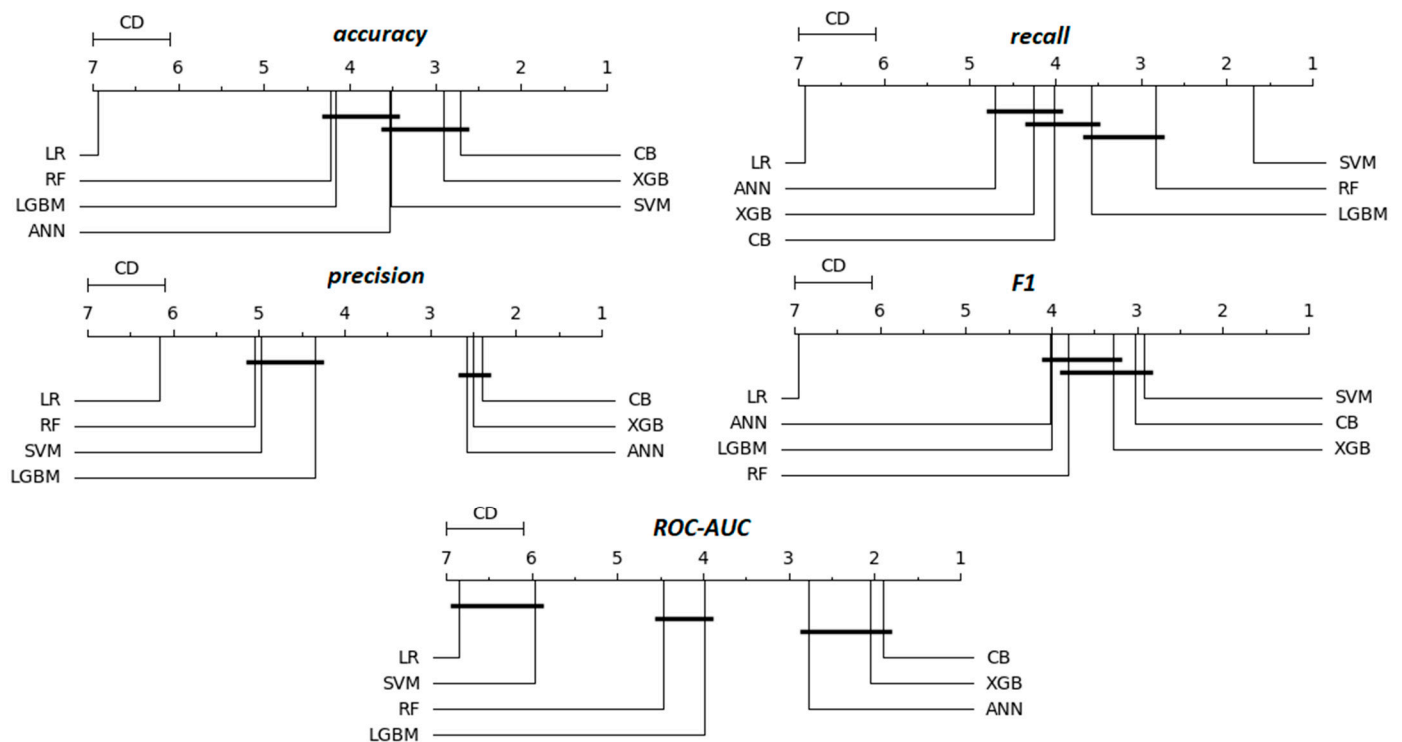 CD
accuracy
7 6 5 4 3 2 1
LR
RF
LGBM
ANN
CB
XGB
SVM
CD
recall
7 6 5 4 3 2 1
LR
ANN
XGB
CB
SVM
RF
LGBM
CD
precision
7 6 5 4 3 2 1
LR
RF
SVM
LGBM
CB
XGB
ANN
CD
F1
7 6 5 4 3 2 1
LR
ANN
LGBM
RF
SVM
CB
XGB
CD
ROC-AUC
7 6 5 4 3 2 1
LR
SVM
RF
LGBM
CB
XGB
ANN